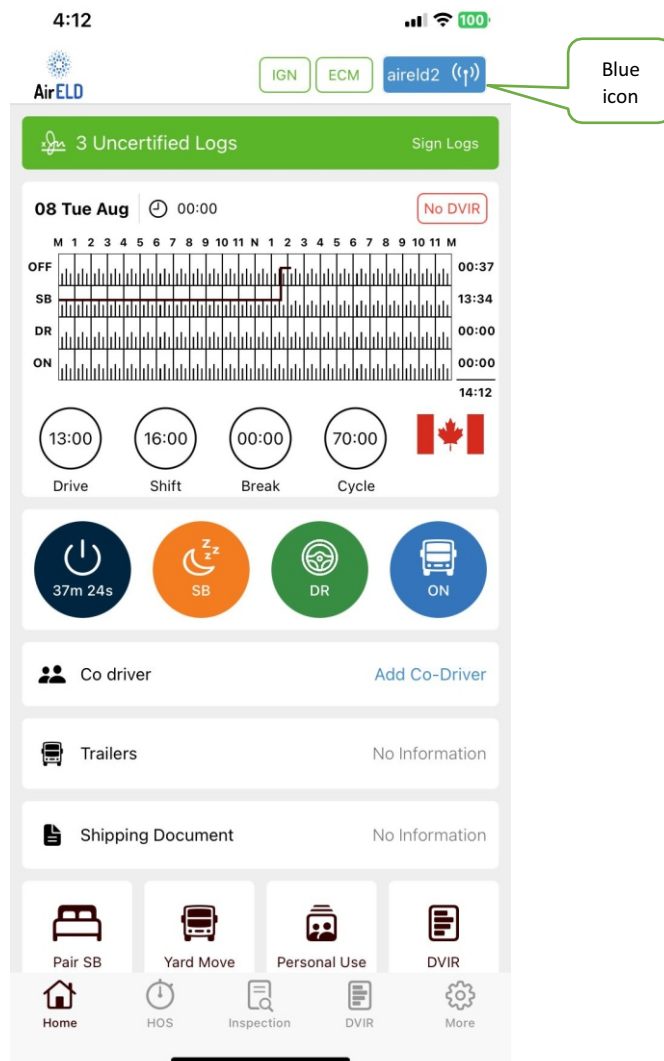 4:12
100
AirELD
IGN
ECM
aireld2
Blue
icon
3 Uncertified Logs
Sign Logs
08 Tue Aug
00:00
No DVIR
M 1 2 3 4 5 6 7 8 9 10 11 N 1 2 3 4 5 6 7 8 9 10 11 M
OFF 00:37
SB 13:34
DR 00:00
ON 00:00
14:12
13:00 16:00 00:00 70:00
Drive Shift Break Cycle
z z z
37m 24s SB DR ON
Co driver Add Co-Driver
Trailers No Information
Shipping Document No Information
Pair SB Yard Move Personal Use DVIR
Home HOS Inspection DVIR More